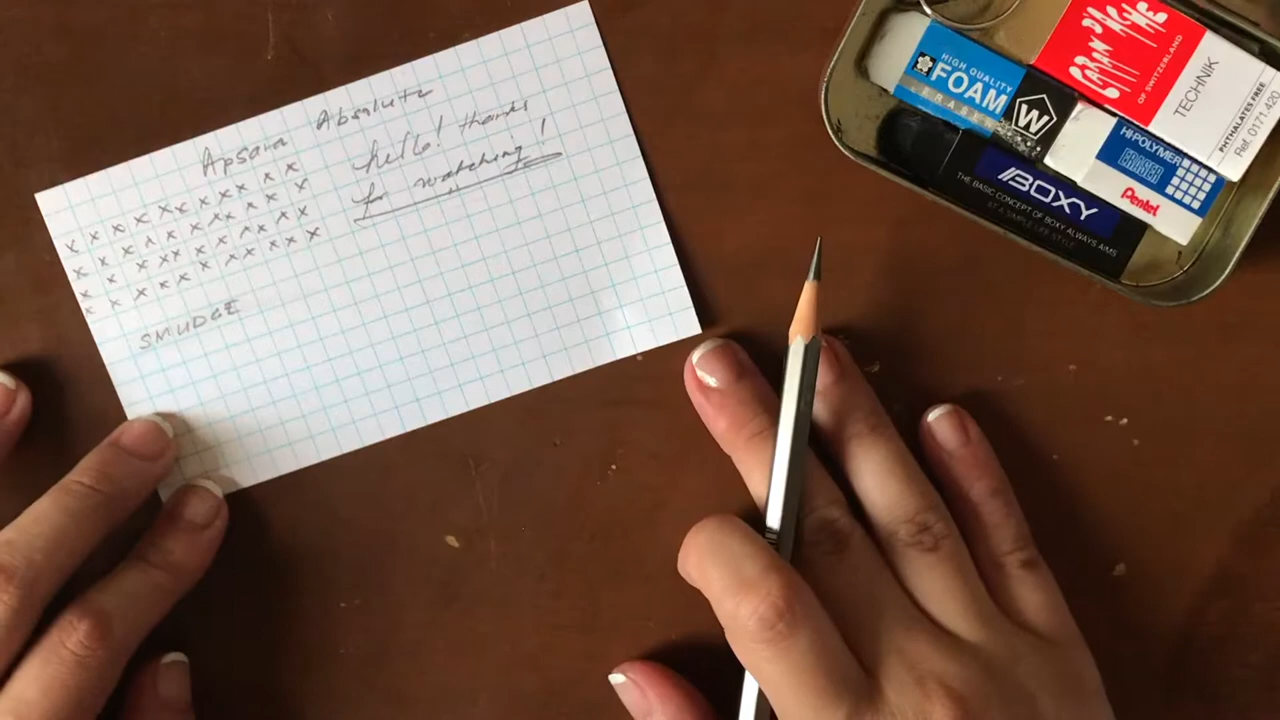 Apsara Absolute
hello! thanks
for watching!
x x x x x x x x x x x
x x x x x x x x x x x
x x x x x x x x x x x
x x x x x x x x x x x
SMUDGE
HIGH QUALITY
FOAM
ERASER
W
CARAN D'ACHE
OF SWITZERLAND
TECHNIK
PHTHALATES FREE
Ref. 0171.420
HI-POLYMER
ERASER
Pentel
BOXY
THE BASIC CONCEPT OF BOXY ALWAYS AIMS
AT A SIMPLE LIFE STYLE